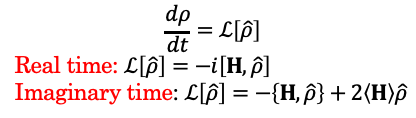 dρ/dt = ℒ[ρ̂]
Real time: ℒ[ρ̂] = −i[𝐇, ρ̂]
Imaginary time: ℒ[ρ̂] = −{𝐇, ρ̂} + 2⟨𝐇⟩ρ̂